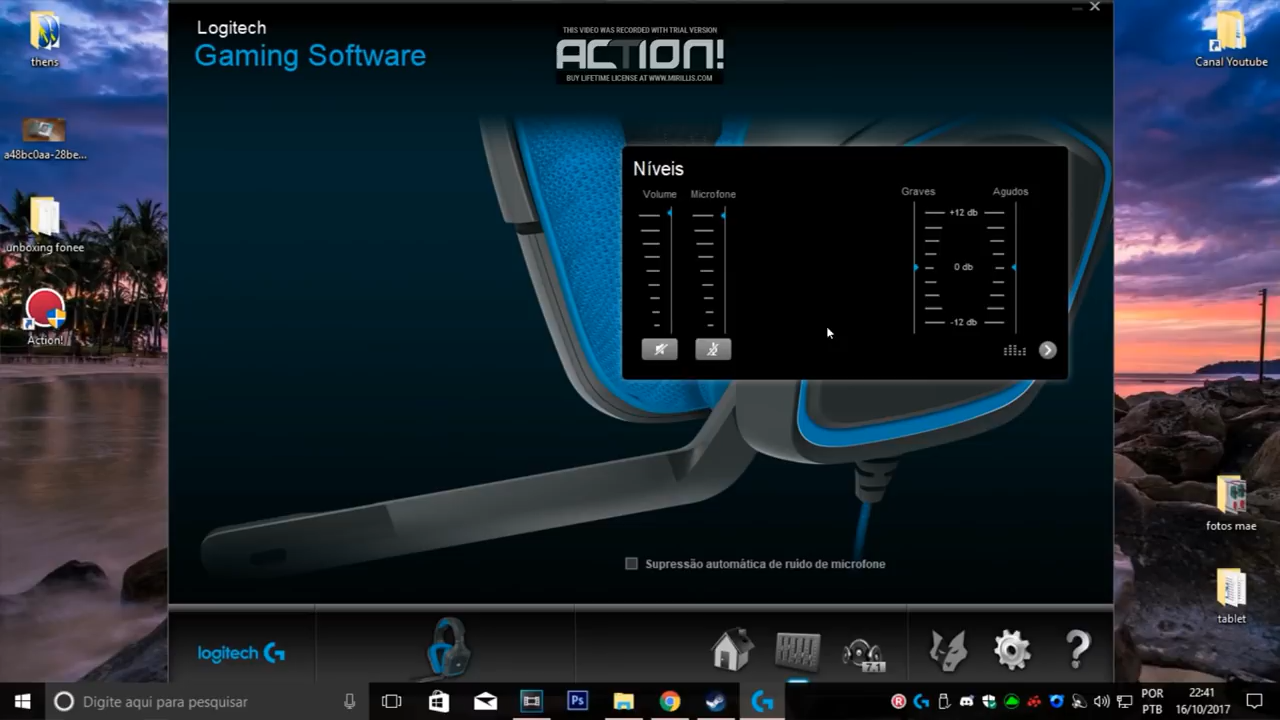 thens
a48bc0aa-28be...
unboxing fonee
Action!
Logitech
Gaming Software
THIS VIDEO WAS RECORDED WITH TRIAL VERSION
ACTION!
BUY LIFETIME LICENSE AT WWW.MIRILLIS.COM
Canal Youtube
Níveis
Volume Microfone
Graves Agudos
+12 db
0 db
-12 db
Supressão automática de ruído de microfone
fotos mae
tablet
logitech G
7.1
?
Digite aqui para pesquisar
Ps
POR
PTB
22:41
16/10/2017